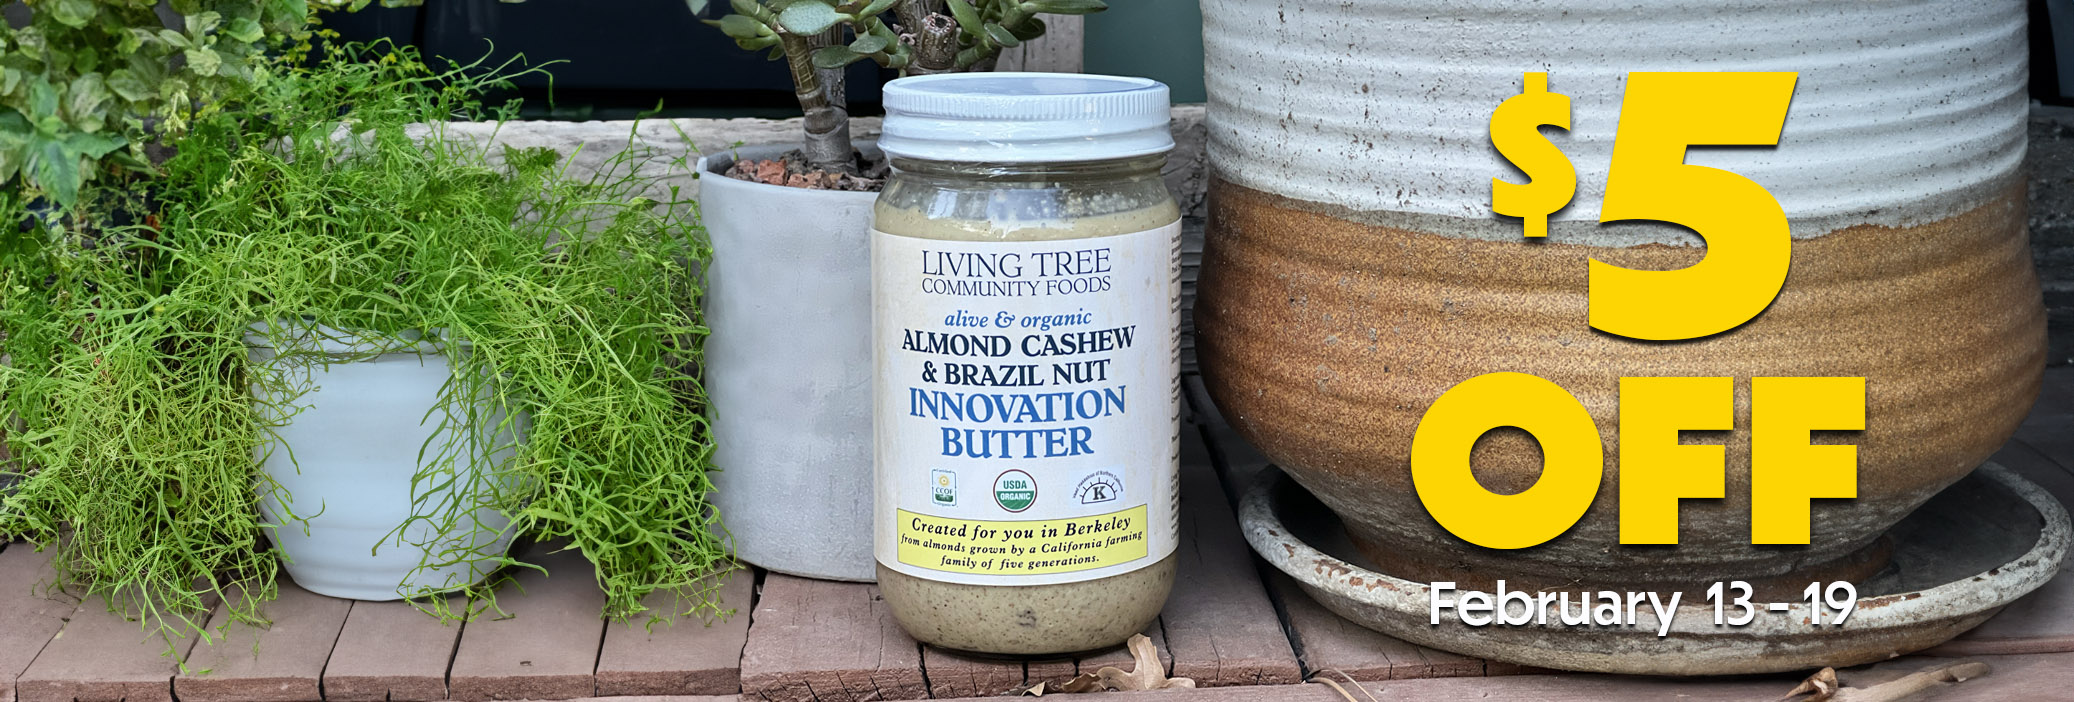 LIVING TREE
COMMUNITY FOODS
alive & organic
ALMOND CASHEW
& BRAZIL NUT
INNOVATION
BUTTER
CCOF
USDA
ORGANIC
K
Created for you in Berkeley
from almonds grown by a California farming
family of five generations.
$5
OFF
February 13 - 19